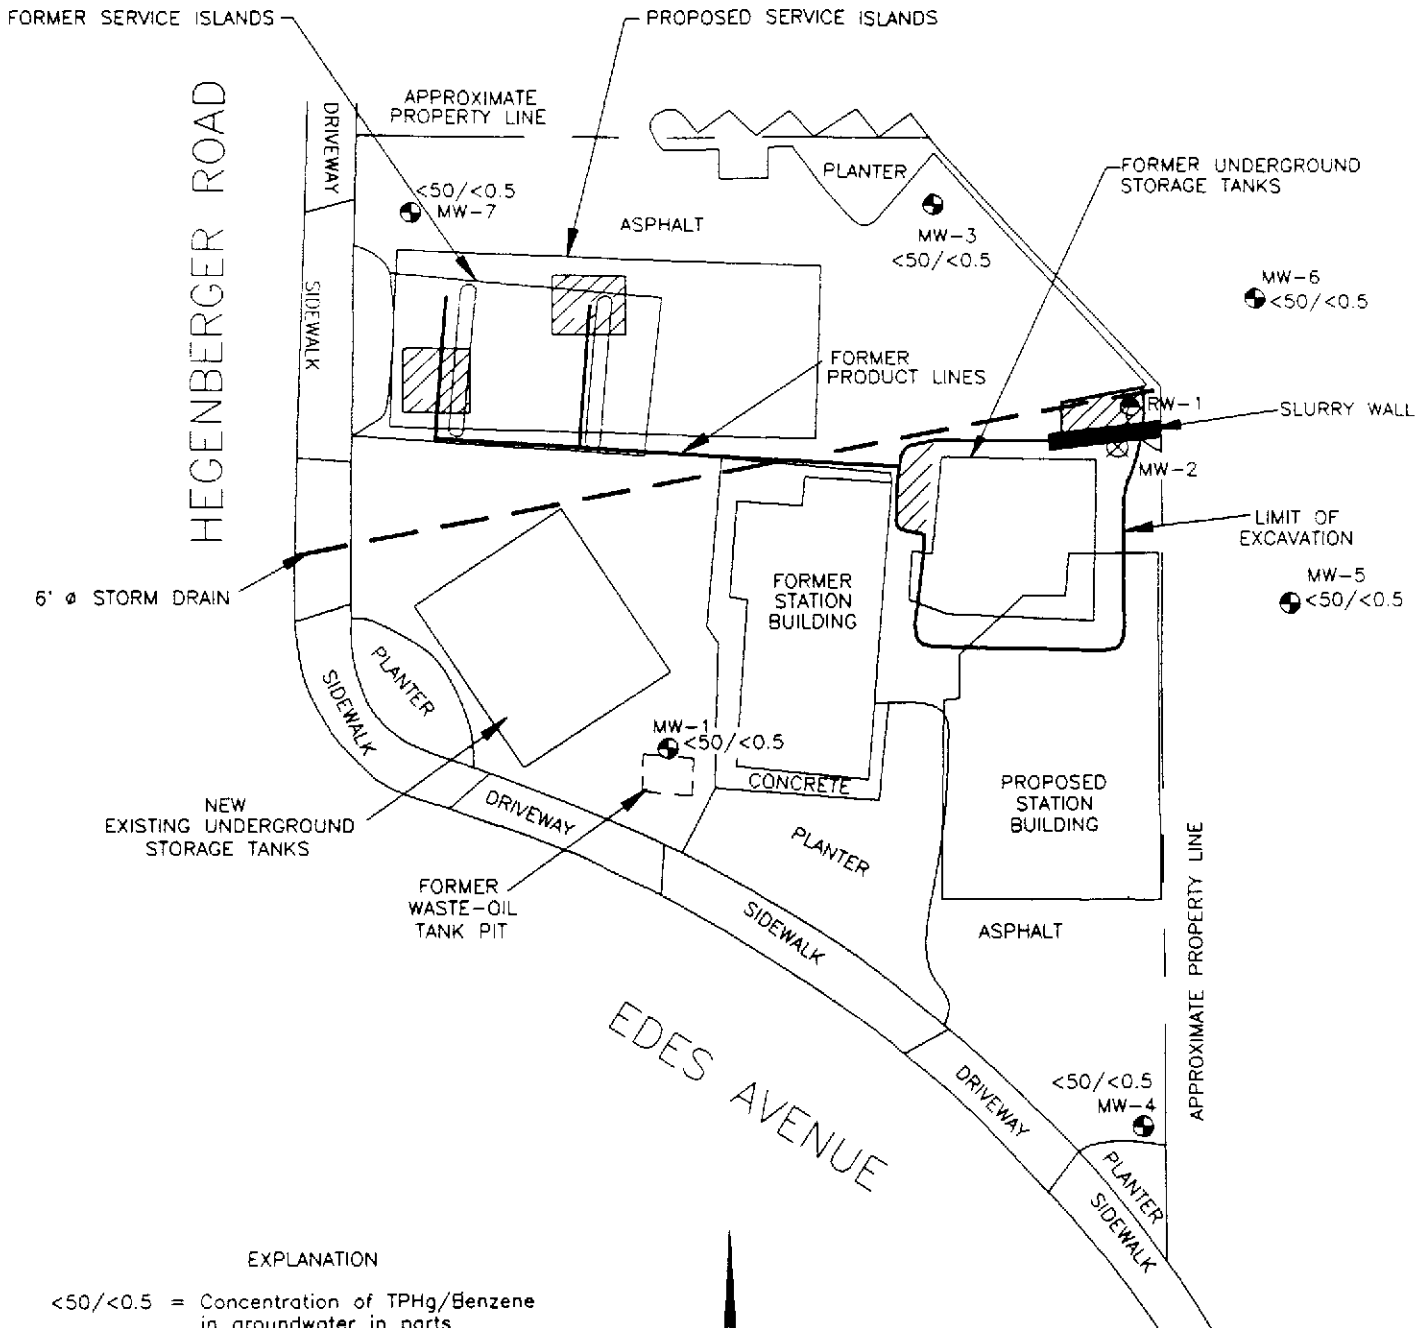 FORMER SERVICE ISLANDS
PROPOSED SERVICE ISLANDS
HEGENBERGER ROAD
DRIVEWAY
APPROXIMATE
PROPERTY LINE
PLANTER
FORMER UNDERGROUND
STORAGE TANKS
<50/<0.5
MW-7
ASPHALT
MW-3
<50/<0.5
MW-6
<50/<0.5
SIDEWALK
FORMER
PRODUCT LINES
RW-1
SLURRY WALL
MW-2
LIMIT OF
EXCAVATION
6' ø STORM DRAIN
FORMER
STATION
BUILDING
MW-5
<50/<0.5
PLANTER
SIDEWALK
MW-1
<50/<0.5
CONCRETE
PROPOSED
STATION
BUILDING
NEW
EXISTING UNDERGROUND
STORAGE TANKS
DRIVEWAY
PLANTER
FORMER
WASTE-OIL
TANK PIT
SIDEWALK
ASPHALT
APPROXIMATE PROPERTY LINE
EDES AVENUE
DRIVEWAY
<50/<0.5
MW-4
PLANTER
SIDEWALK
EXPLANATION
<50/<0.5 = Concentration of TPHg/Benzene
in groundwater in parts